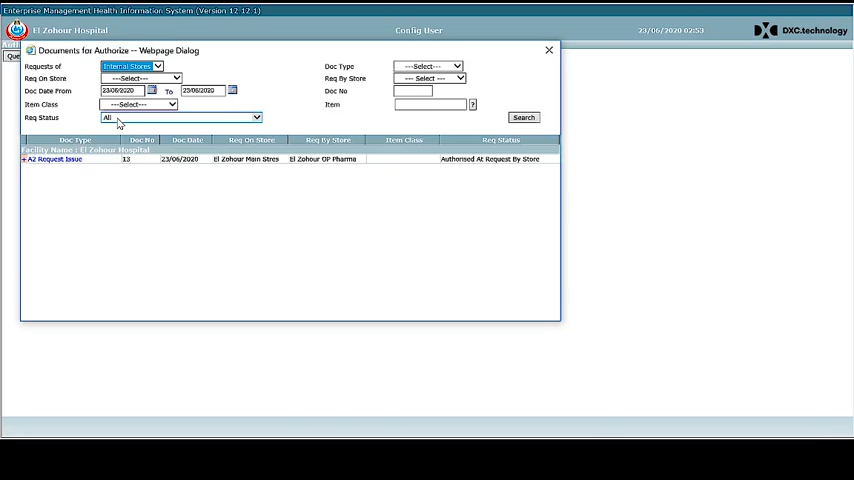 Enterprise Management Health Information System (Version 12.12.1)
El Zohour Hospital Config User 23/06/2020 02:53 DXC.technology
Documents for Authorize -- Webpage Dialog
Requests of Internal Stores Doc Type ---Select---
Req On Store ---Select--- Req By Store --- Select ---
Doc Date From 23/06/2020 To 23/06/2020 Doc No
Item Class ---Select--- Item ?
Req Status All Search
Doc Type Doc No Doc Date Req On Store Req By Store Item Class Req Status
Facility Name : El Zohour Hospital
+ A2 Request Issue 13 23/06/2020 El Zohour Main Stres El Zohour OP Pharma Authorised At Request By Store